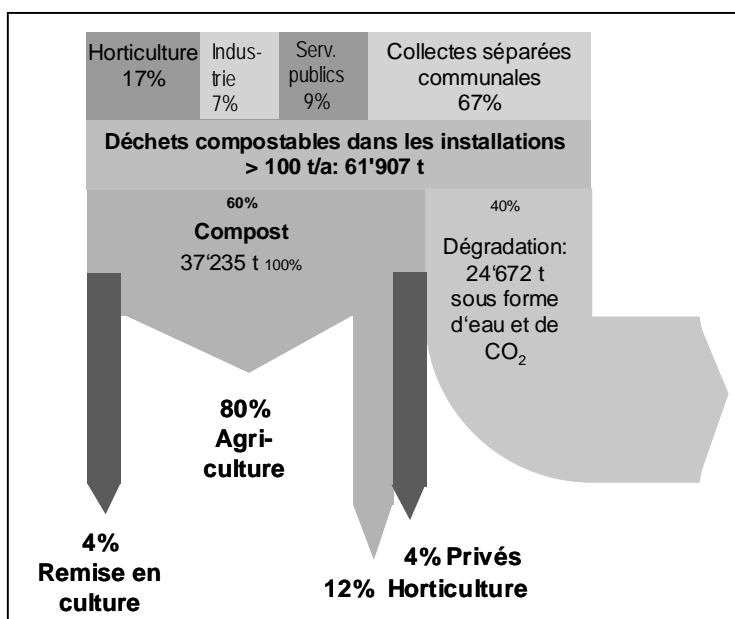 Horticulture
17%
Indus-
trie
7%
Serv.
publics
9%
Collectes séparées
communales
67%
Déchets compostables dans les installations
> 100 t/a: 61'907 t
60%
Compost
37‘235 t 100%
40%
Dégradation:
24‘672 t
sous forme
d‘eau et de
CO2
80%
Agri-
culture
4%
Remise en
culture
4% Privés
12% Horticulture